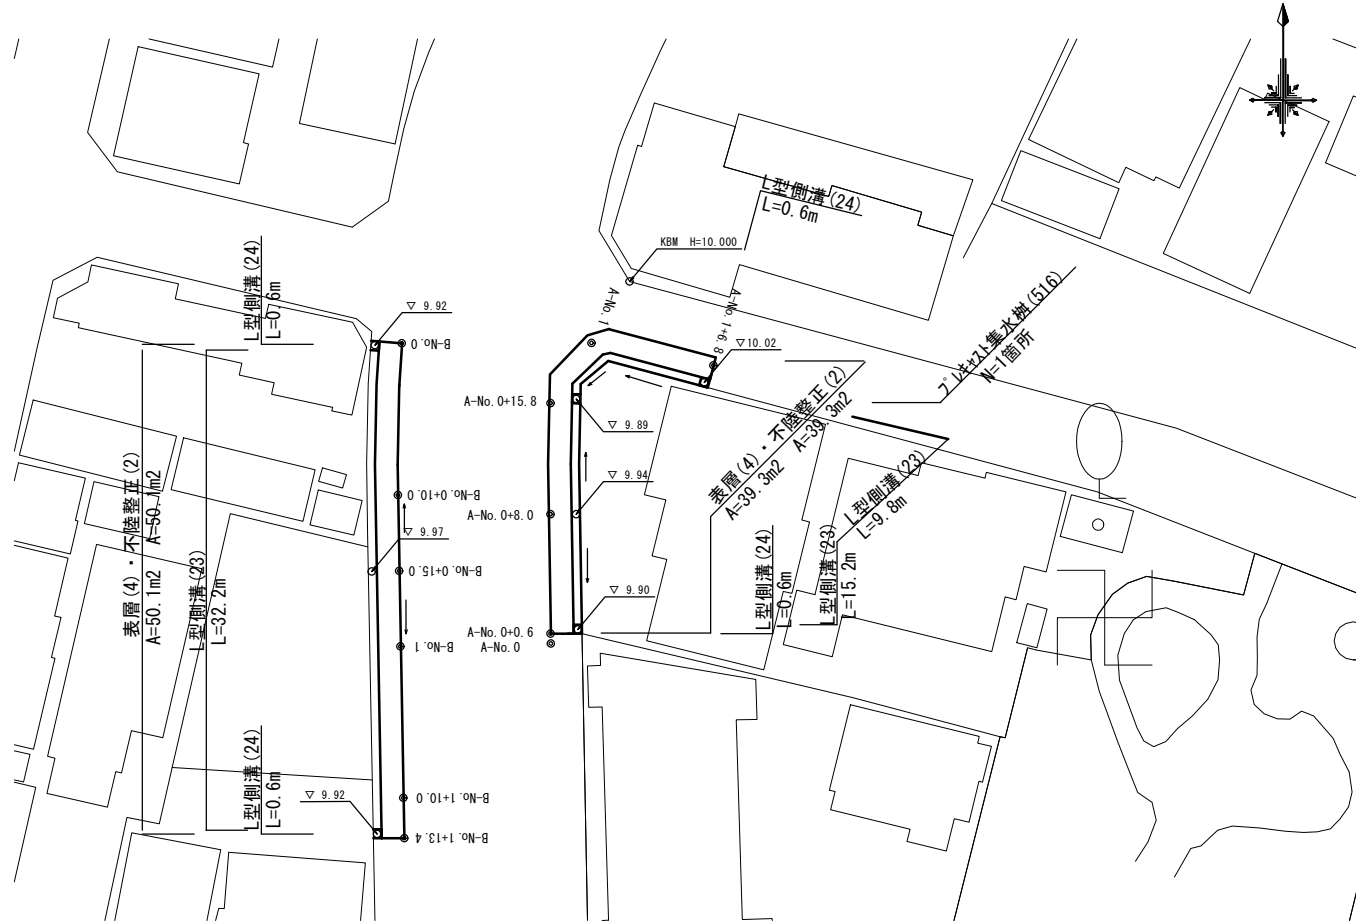 L型側溝(24)
L=0.6m
KBM H=10.000
L型側溝(24)
L=0.6m
▽ 9.92
B-No.0
A-No.1
A-No.1+6.8
▽10.02
プレキャスト集水桝(516)
N=1箇所
A-No.0+15.8
▽ 9.89
表層(4)・不陸整正(2)
A=39.3m2 A=39.3m2
L型側溝(23)
L=9.8m
▽ 9.94
A-No.0+8.0
B-No.0+10.0
▽ 9.97
B-No.0+15.0
表層(4)・不陸整正(2)
A=50.1m2 A=50.1m2
L型側溝(23)
L=32.2m
▽ 9.90
L型側溝(24)
L=0.6m
L型側溝(23)
L=15.2m
A-No.0+0.6
A-No.0
B-No.1
L型側溝(24)
L=0.6m
▽ 9.92
B-No.1+10.0
B-No.1+13.4